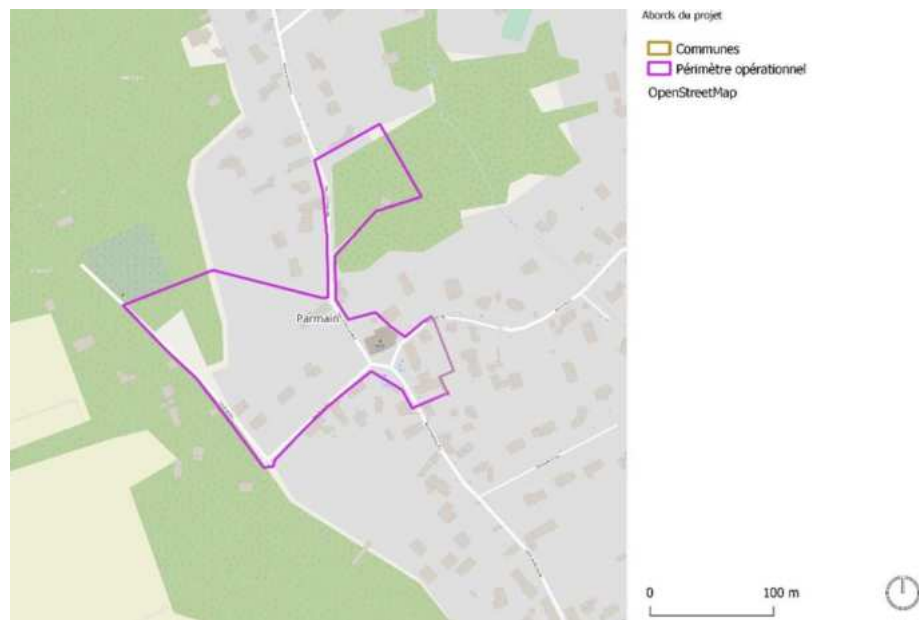 Abords du projet
Communes
Périmètre opérationnel
OpenStreetMap
Parmain
0 100 m